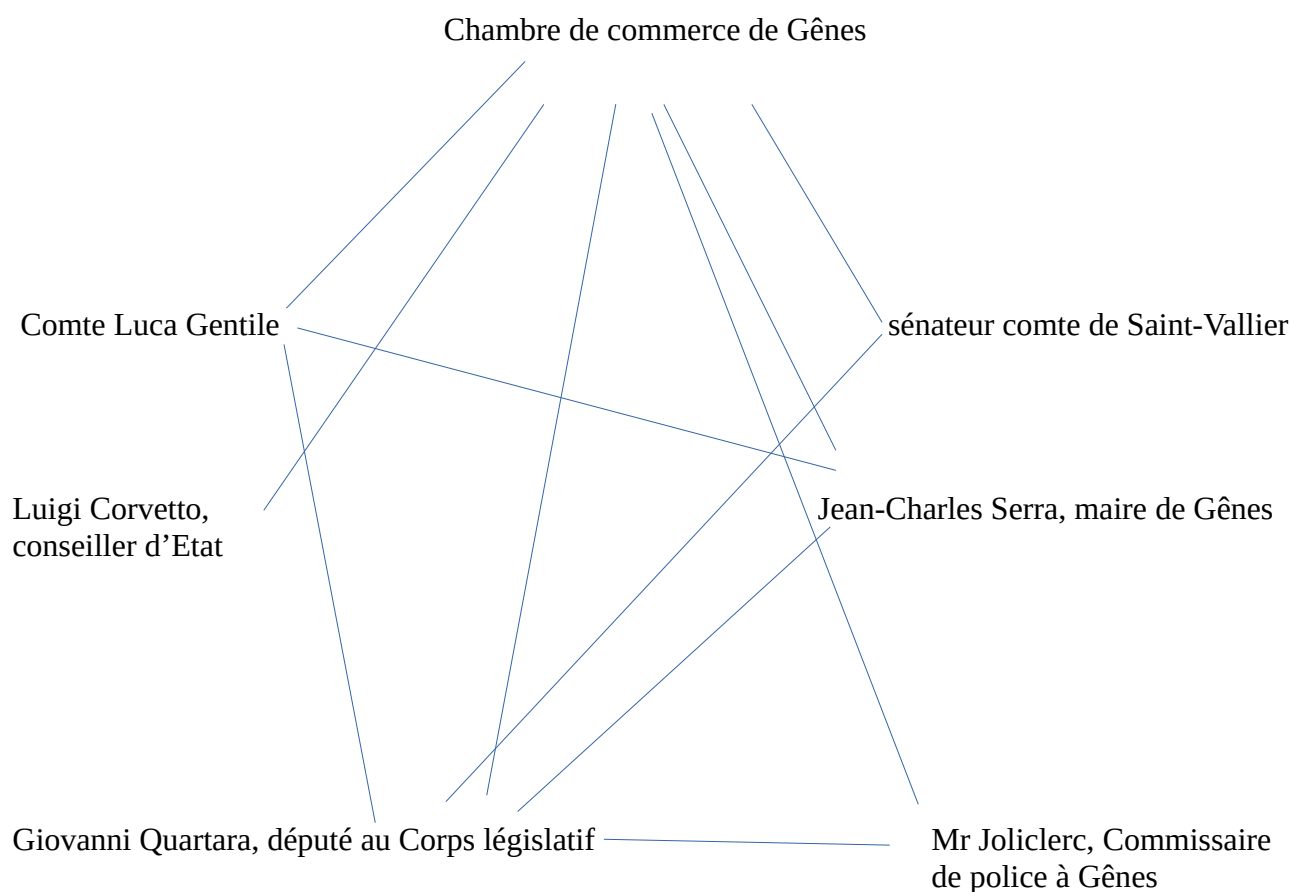 Chambre de commerce de Gênes
Comte Luca Gentile
sénateur comte de Saint-Vallier
Luigi Corvetto,
conseiller d’Etat
Jean-Charles Serra, maire de Gênes
Giovanni Quartara, député au Corps législatif
Mr Joliclerc, Commissaire
de police à Gênes